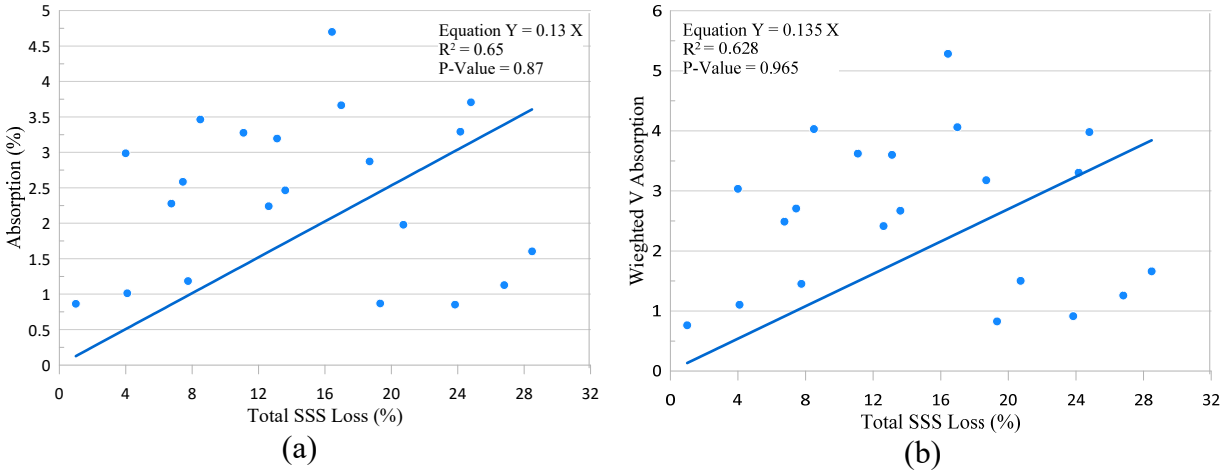 5
4.5
4
3.5
3
2.5
2
1.5
1
0.5
0
Absorption (%)
Equation Y = 0.13 X
R² = 0.65
P-Value = 0.87
0 4 8 12 16 20 24 28 32
Total SSS Loss (%)
(a)
6
5
4
3
2
1
0
Wieghted V Absorption
Equation Y = 0.135 X
R² = 0.628
P-Value = 0.965
0 4 8 12 16 20 24 28 32
Total SSS Loss (%)
(b)